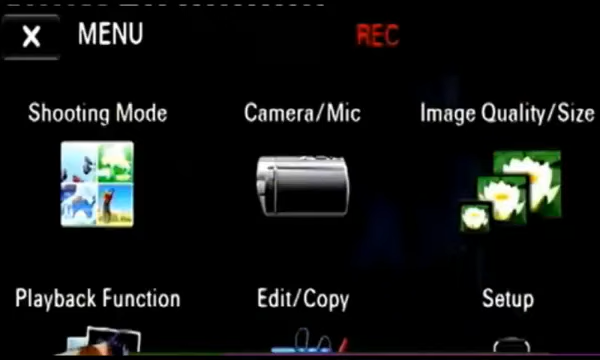 X MENU REC
Shooting Mode Camera/Mic Image Quality/Size
Playback Function Edit/Copy Setup